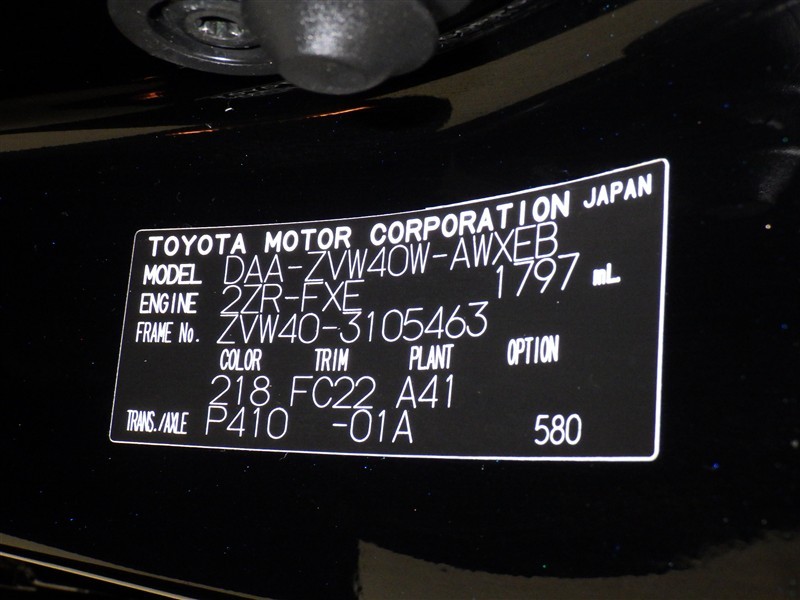 TOYOTA MOTOR CORPORATION JAPAN
MODEL DAA-ZVW40W-AWXEB
ENGINE 2ZR-FXE 1797 mL
FRAME No. ZVW40-3105463
COLOR TRIM PLANT OPTION
218 FC22 A41
TRANS./AXLE P410 -01A 580